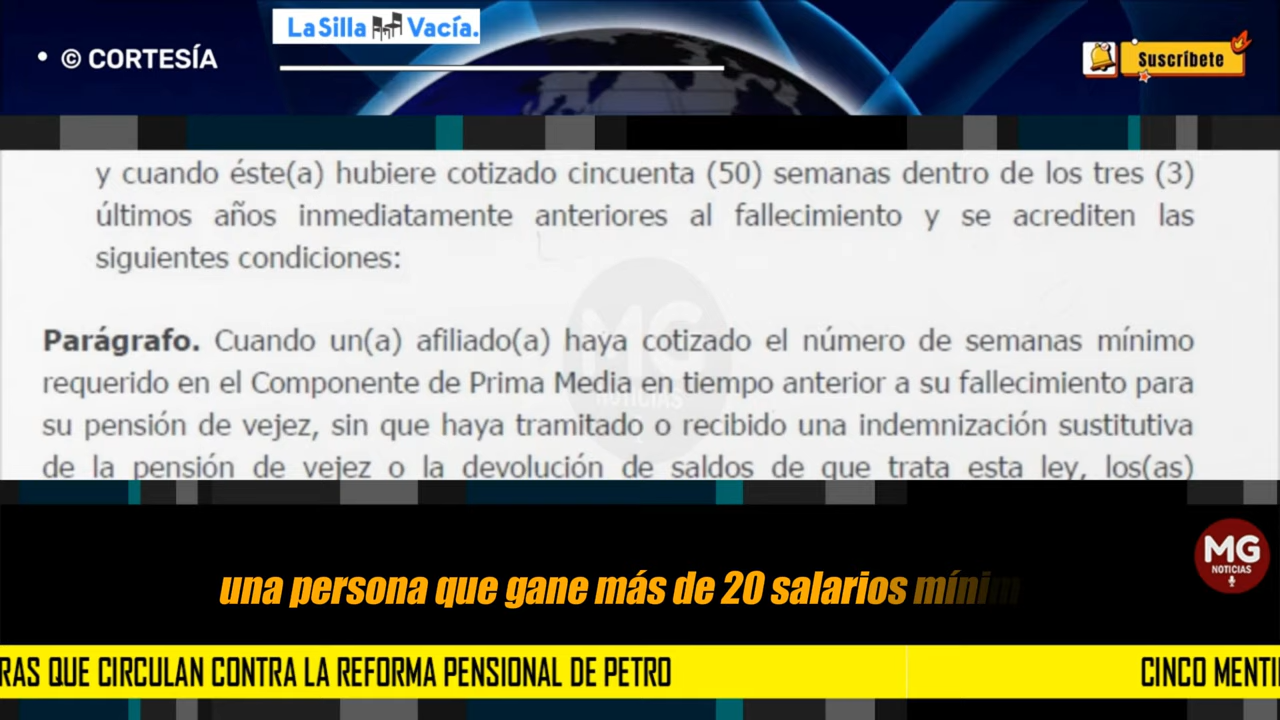 LaSilla Vacía.
• © CORTESÍA
Suscríbete
y cuando éste(a) hubiere cotizado cincuenta (50) semanas dentro de los tres (3)
últimos años inmediatamente anteriores al fallecimiento y se acrediten las
siguientes condiciones:
Parágrafo. Cuando un(a) afiliado(a) haya cotizado el número de semanas mínimo
requerido en el Componente de Prima Media en tiempo anterior a su fallecimiento para
su pensión de vejez, sin que haya tramitado o recibido una indemnización sustitutiva
de la pensión de vejez o la devolución de saldos de que trata esta ley, los(as)
MG
NOTICIAS
una persona que gane más de 20 salarios mínim
MG
NOTICIAS
RAS QUE CIRCULAN CONTRA LA REFORMA PENSIONAL DE PETRO CINCO MENTI